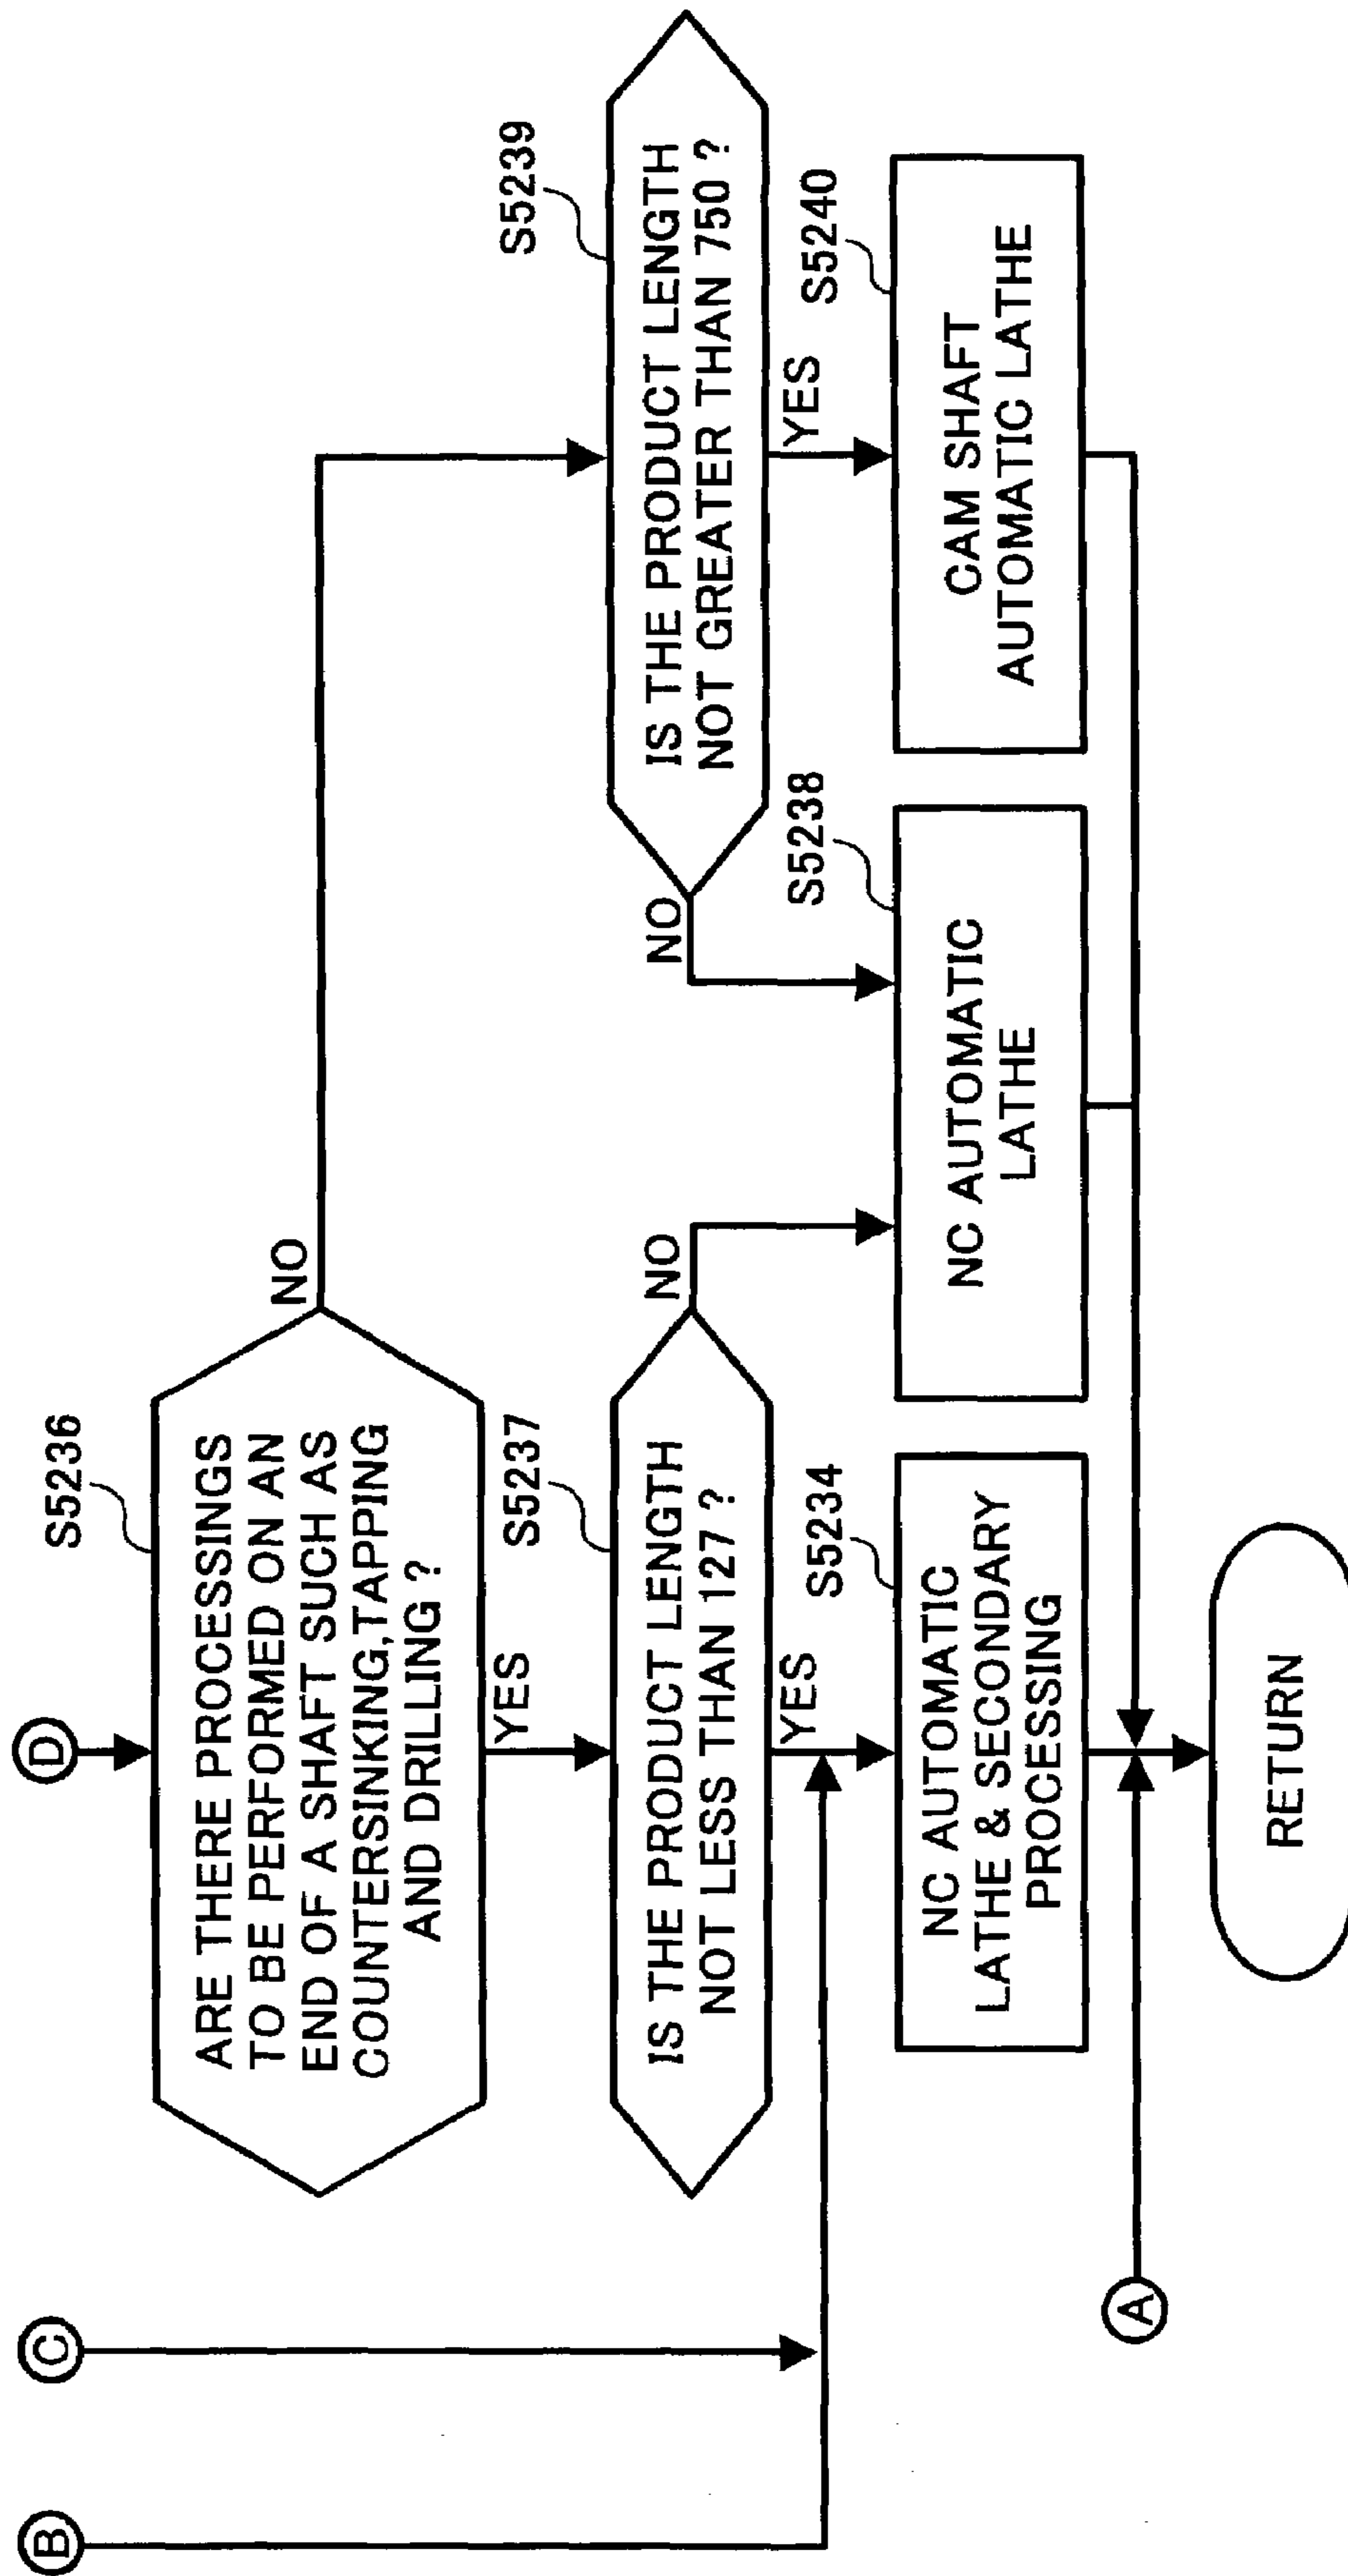 B
C
D
S5236
ARE THERE PROCESSINGS
TO BE PERFORMED ON AN
END OF A SHAFT SUCH AS
COUNTERSINKING,TAPPING
AND DRILLING ?
NO
YES
S5237
IS THE PRODUCT LENGTH
NOT LESS THAN 127 ?
NO
YES
S5239
IS THE PRODUCT LENGTH
NOT GREATER THAN 750 ?
NO
YES
S5234
NC AUTOMATIC
LATHE & SECONDARY
PROCESSING
S5238
NC AUTOMATIC
LATHE
S5240
CAM SHAFT
AUTOMATIC LATHE
A
RETURN